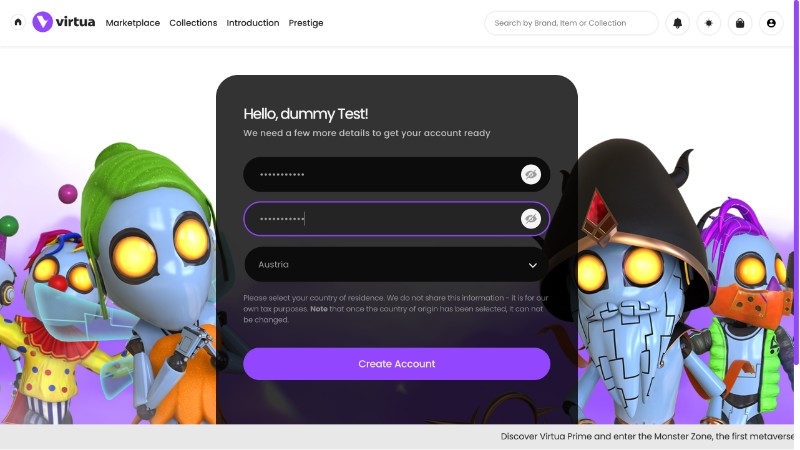 virtua
Marketplace
Collections
Introduction
Prestige
Search by Brand, Item or Collection
Hello, dummy Test!
We need a few more details to get your account ready
•••••••••••
•••••••••••
Austria
Please select your country of residence. We do not share this information - it is for our
own tax purposes. Note that once the country of origin has been selected, it can not
be changed.
Create Account
Discover Virtua Prime and enter the Monster Zone, the first metaverse